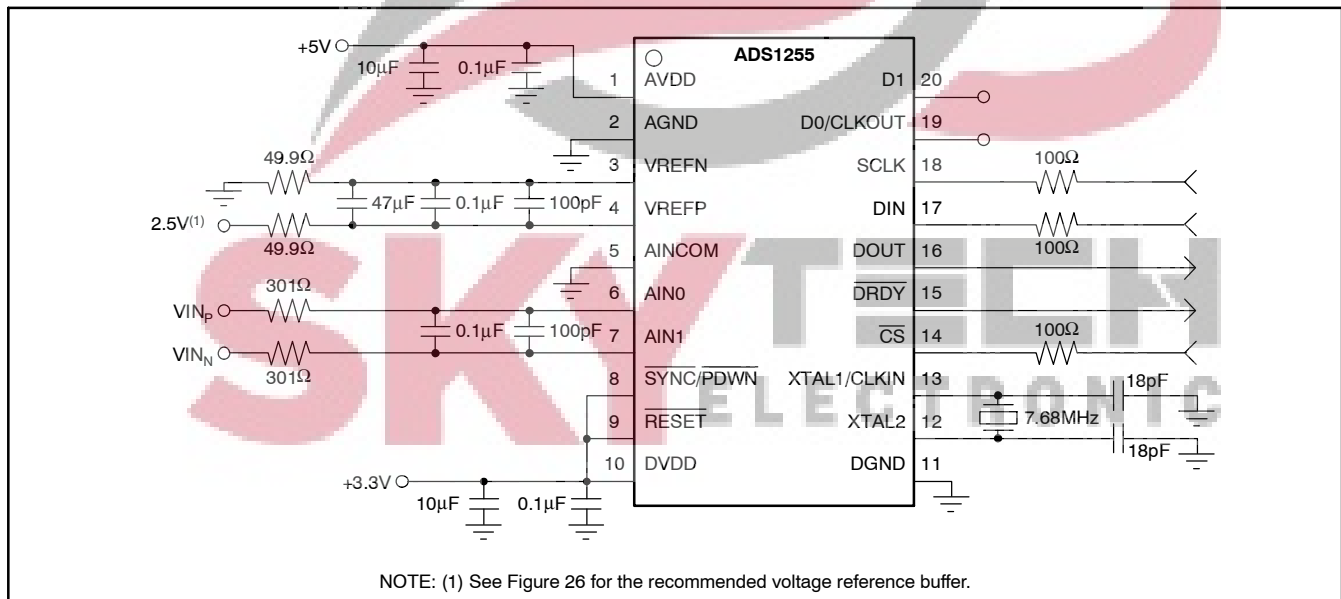 ADS1255
+5V
10µF
0.1µF
1 AVDD
D1 20
2 AGND
D0/CLKOUT 19
49.9Ω
3 VREFN
SCLK 18
100Ω
47µF
0.1µF
100pF
4 VREFP
DIN 17
2.5V(1)
49.9Ω
100Ω
5 AINCOM
DOUT 16
301Ω
6 AIN0
DRDY 15
VINP
0.1µF
100pF
7 AIN1
CS 14
100Ω
VINN
301Ω
8 SYNC/PDWN
XTAL1/CLKIN 13
18pF
9 RESET
XTAL2 12
7.68MHz
18pF
10 DVDD
DGND 11
+3.3V
10µF
0.1µF
NOTE: (1) See Figure 26 for the recommended voltage reference buffer.
SKYTECH
ELECTRONIC